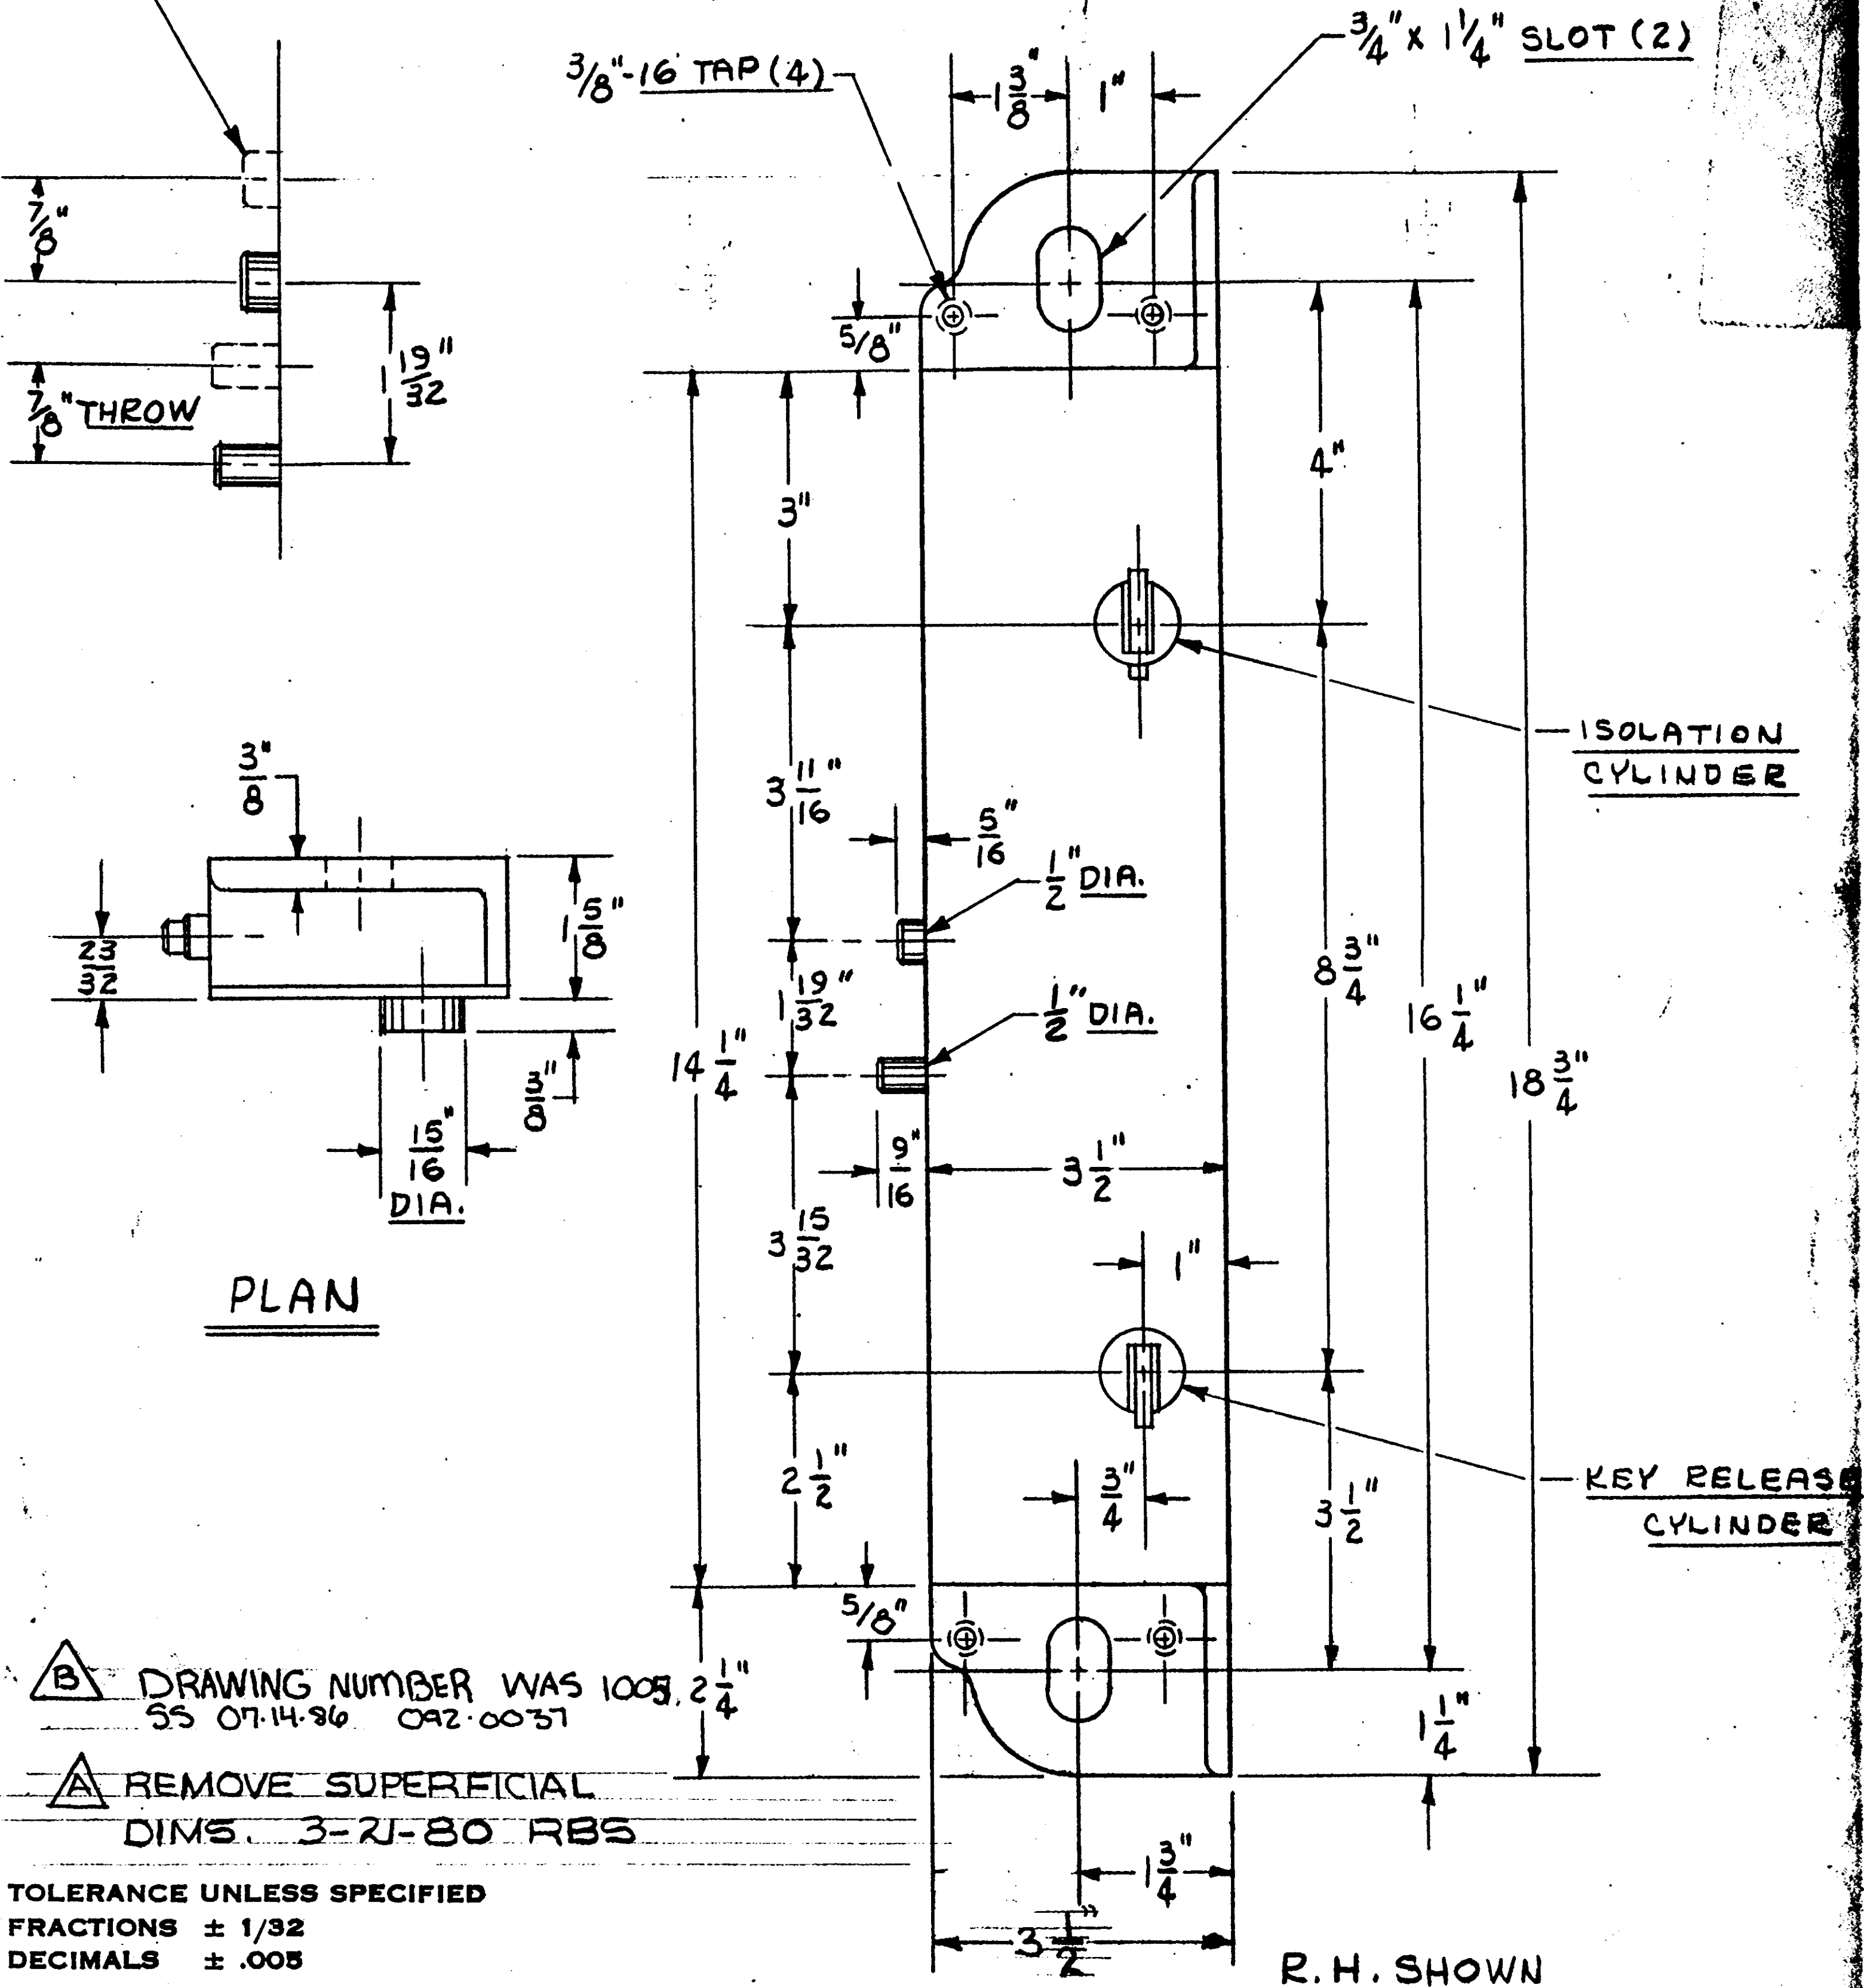 3/4" x 1 1/4" SLOT (2)
3/8"-16 TAP (4)
1 3/8"
1"
7/8"
1 19/32"
7/8" THROW
5/8"
3"
4"
ISOLATION
CYLINDER
3/8"
3 11/16"
5/16"
1/2" DIA.
1 5/8"
23/32
8 3/4"
1 19/32"
1/2" DIA.
16 1/4"
14 1/4"
18 3/4"
3/8"
15/16"
DIA.
9/16"
3 1/2"
3 15/32
1"
PLAN
2 1/2"
3/4"
3 1/2"
KEY RELEASE
CYLINDER
5/8"
B DRAWING NUMBER WAS
SS 07.14.86 092.0037
2 1/4"
1 1/4"
A REMOVE SUPERFICIAL
DIMS. 3-21-80 RBS
1 3/4"
TOLERANCE UNLESS SPECIFIED
FRACTIONS ± 1/32
DECIMALS ± .005
3 1/2"
R.H. SHOWN